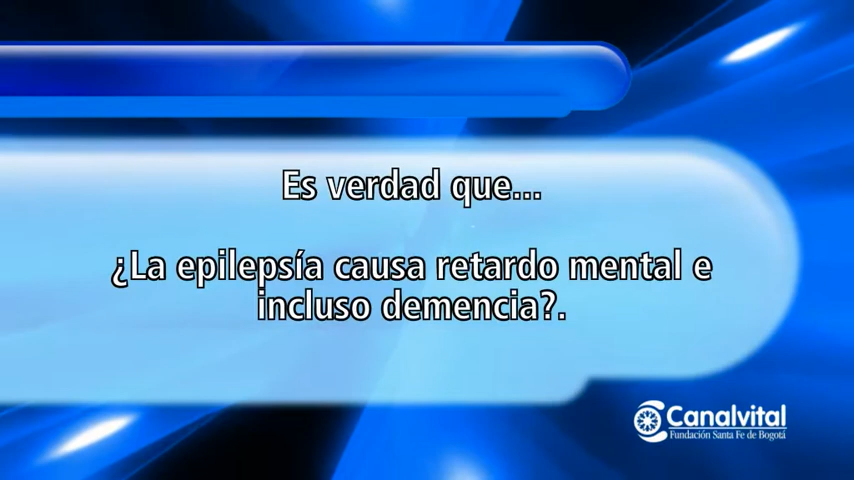 Es verdad que...
¿La epilepsía causa retardo mental e
incluso demencia?.
Canalvital
Fundación Santa Fe de Bogotá